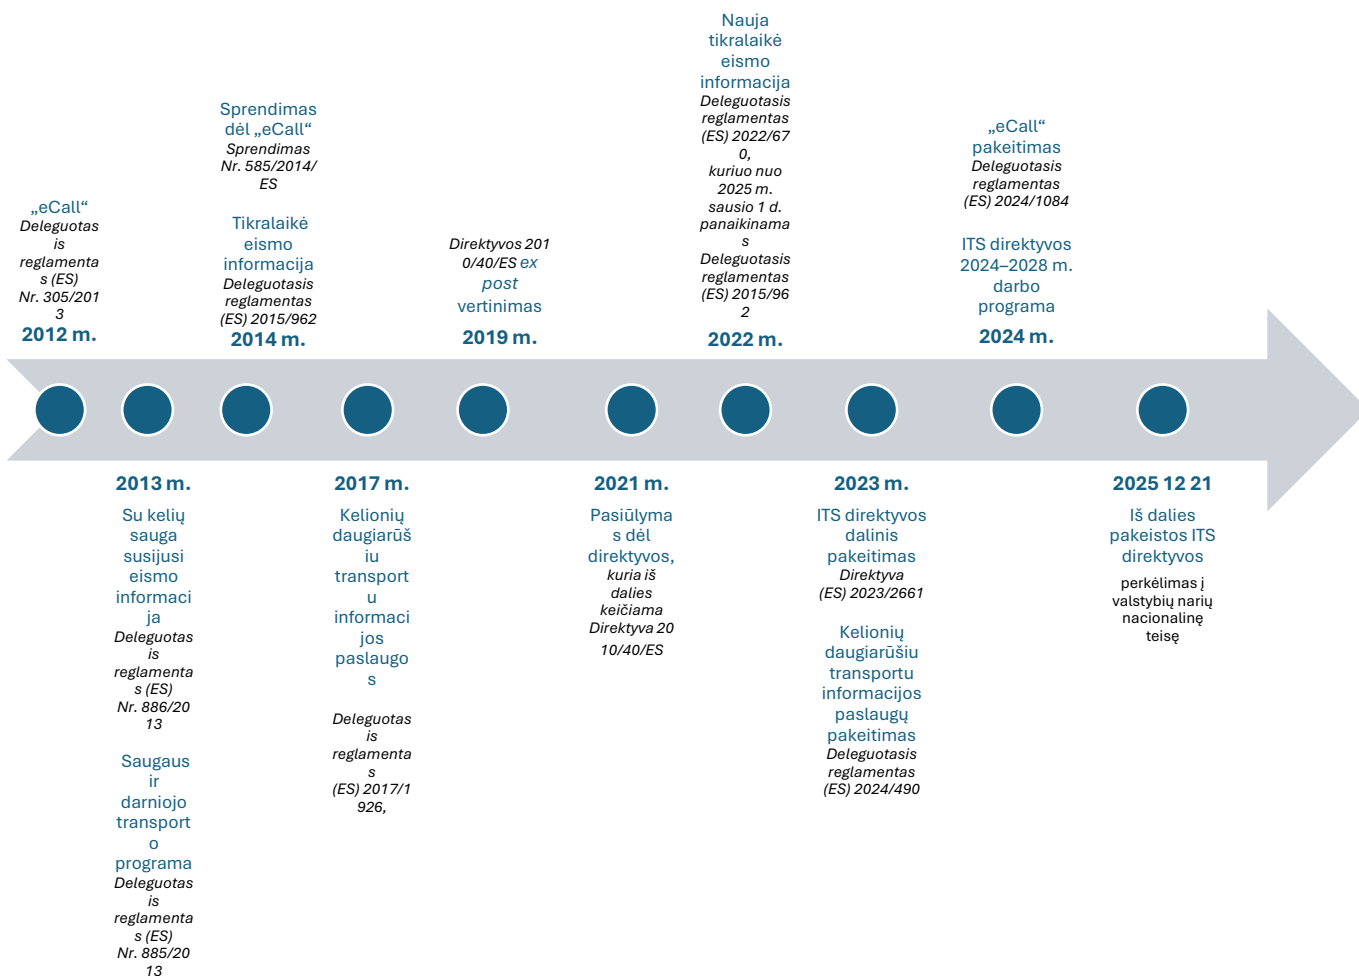 „eCall“
Deleguotas
is
reglamenta
s (ES)
Nr. 305/201
3
2012 m.
Sprendimas
dėl „eCall“
Sprendimas
Nr. 585/2014/
ES
Tikralaikė
eismo
informacija
Deleguotasis
reglamentas
(ES) 2015/962
2014 m.
Direktyvos 201
0/40/ES ex
post
vertinimas
2019 m.
Nauja
tikralaikė
eismo
informacija
Deleguotasis
reglamentas
(ES) 2022/67
0,
kuriuo nuo
2025 m.
sausio 1 d.
panaikinama
s
Deleguotasis
reglamentas
(ES) 2015/96
2
2022 m.
„eCall“
pakeitimas
Deleguotasis
reglamentas
(ES) 2024/1084
ITS direktyvos
2024–2028 m.
darbo
programa
2024 m.
2013 m.
Su kelių
sauga
susijusi
eismo
informaci
ja
Deleguotas
is
reglamenta
s (ES)
Nr. 886/20
13
Saugaus
ir
darniojo
transport
o
programa
Deleguotas
is
reglamenta
s (ES)
Nr. 885/20
13
2017 m.
Kelionių
daugiarūš
iu
transport
u
informaci
jos
paslaugo
s
Deleguotas
is
reglamenta
s
(ES) 2017/1
926,
2021 m.
Pasiūlyma
s dėl
direktyvos,
kuria iš
dalies
keičiama
Direktyva 20
10/40/ES
2023 m.
ITS direktyvos
dalinis
pakeitimas
Direktyva
(ES) 2023/2661
Kelionių
daugiarūšiu
transportu
informacijos
paslaugų
pakeitimas
Deleguotasis
reglamentas
(ES) 2024/490
2025 12 21
Iš dalies
pakeistos ITS
direktyvos
perkėlimas į
valstybių narių
nacionalinę
teisę